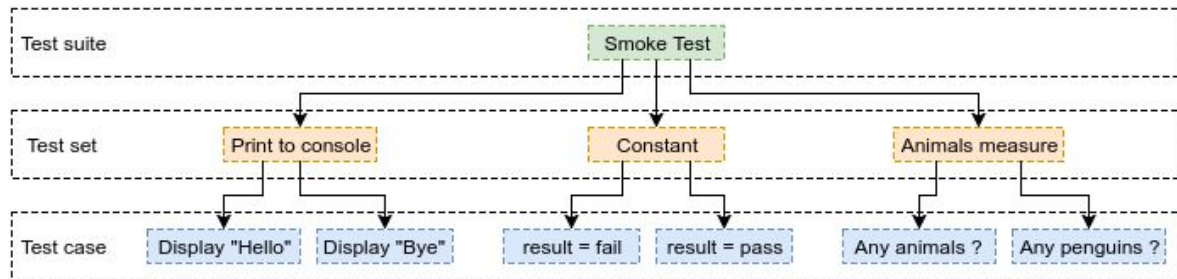 Test suite
Smoke Test
Test set
Print to console
Constant
Animals measure
Test case
Display "Hello"
Display "Bye"
result = fail
result = pass
Any animals ?
Any penguins ?